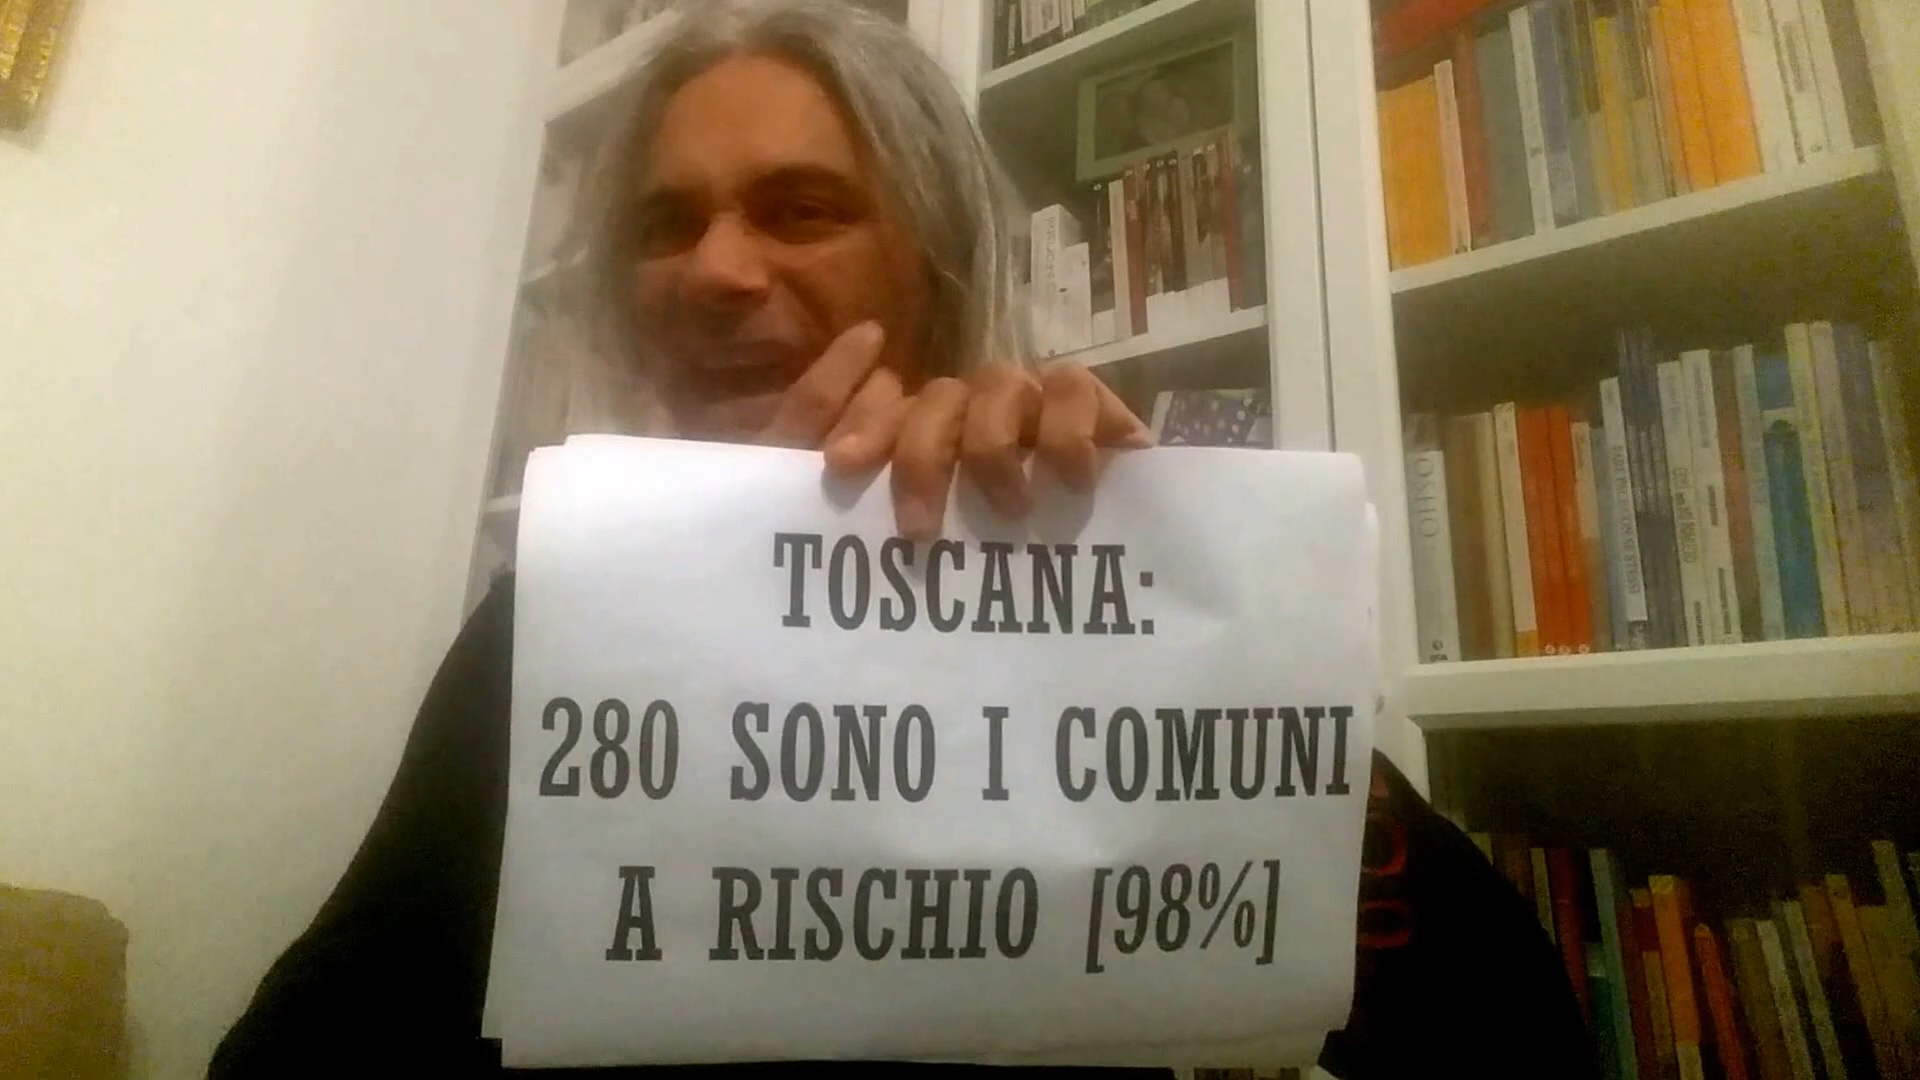 TOSCANA:
280 SONO I COMUNI
A RISCHIO [98%]